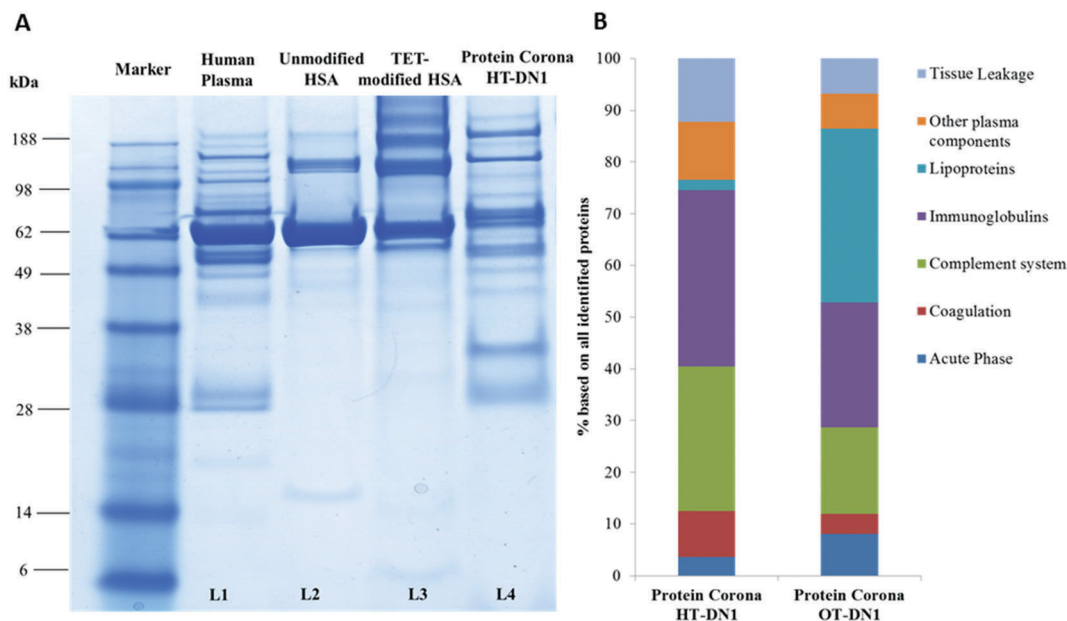 A
kDa
Marker
Human
Plasma
Unmodified
HSA
TET-
modified HSA
Protein Corona
HT-DN1
188
98
62
49
38
28
14
6
L1
L2
L3
L4
B
% based on all identified proteins
100
90
80
70
60
50
40
30
20
10
0
Protein Corona
HT-DN1
Protein Corona
OT-DN1
Tissue Leakage
Other plasma
components
Lipoproteins
Immunoglobulins
Complement system
Coagulation
Acute Phase